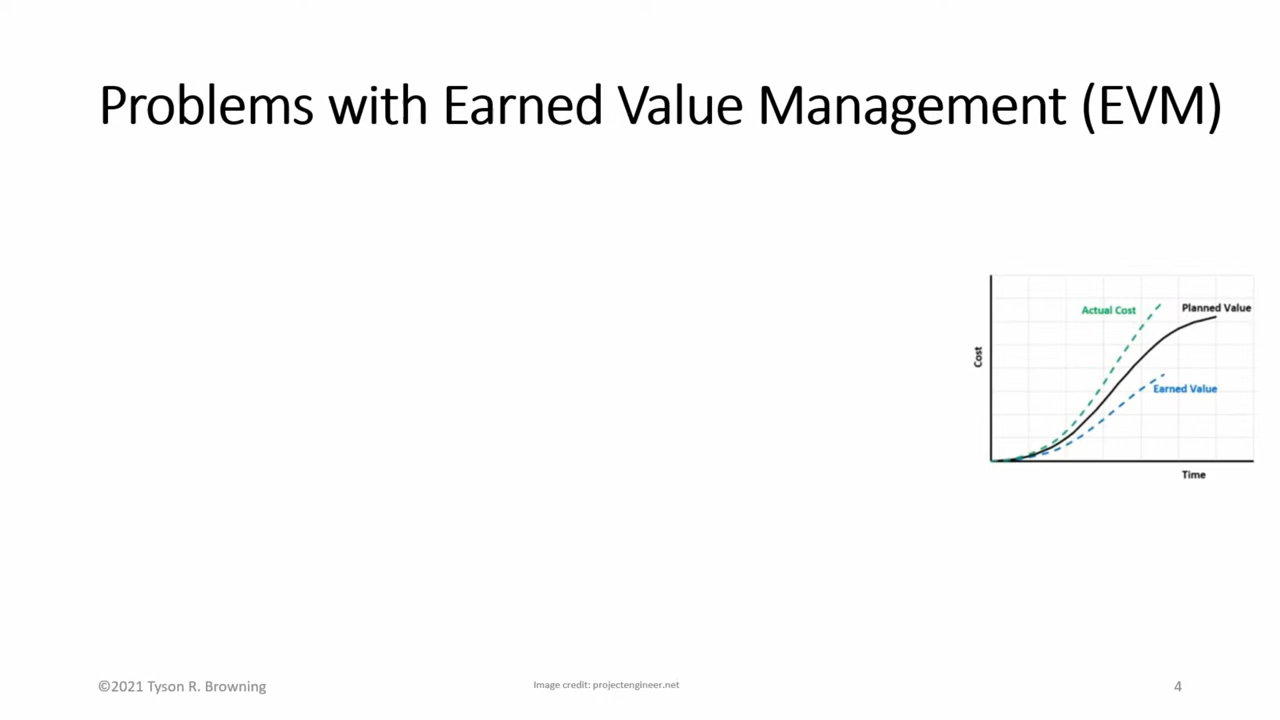 Problems with Earned Value Management (EVM)
Actual Cost
Planned Value
Cost
Earned Value
Time
©2021 Tyson R. Browning
Image credit: projectengineer.net
4